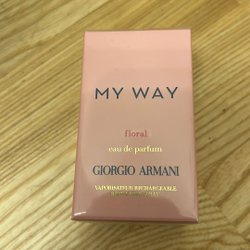 MY WAY
floral
eau de parfum
GIORGIO ARMANI
VAPORISATEUR RECHARGEABLE